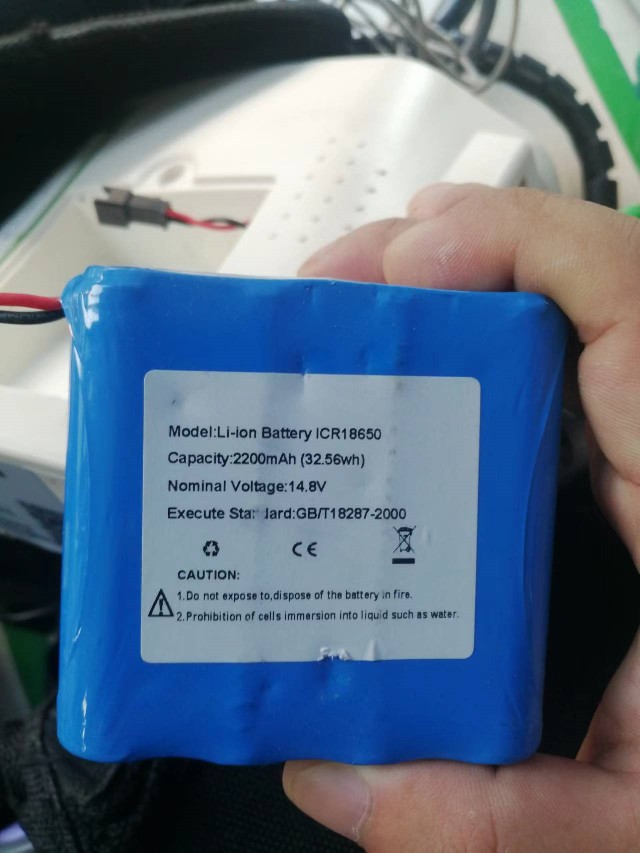 Model:Li-ion Battery ICR18650
Capacity:2200mAh (32.56wh)
Nominal Voltage:14.8V
Execute Sta dard:GB/T18287-2000
CE
CAUTION:
1.Do not expose to,dispose of the battery in fire.
2.Prohibition of cells immersion into liquid such as water.